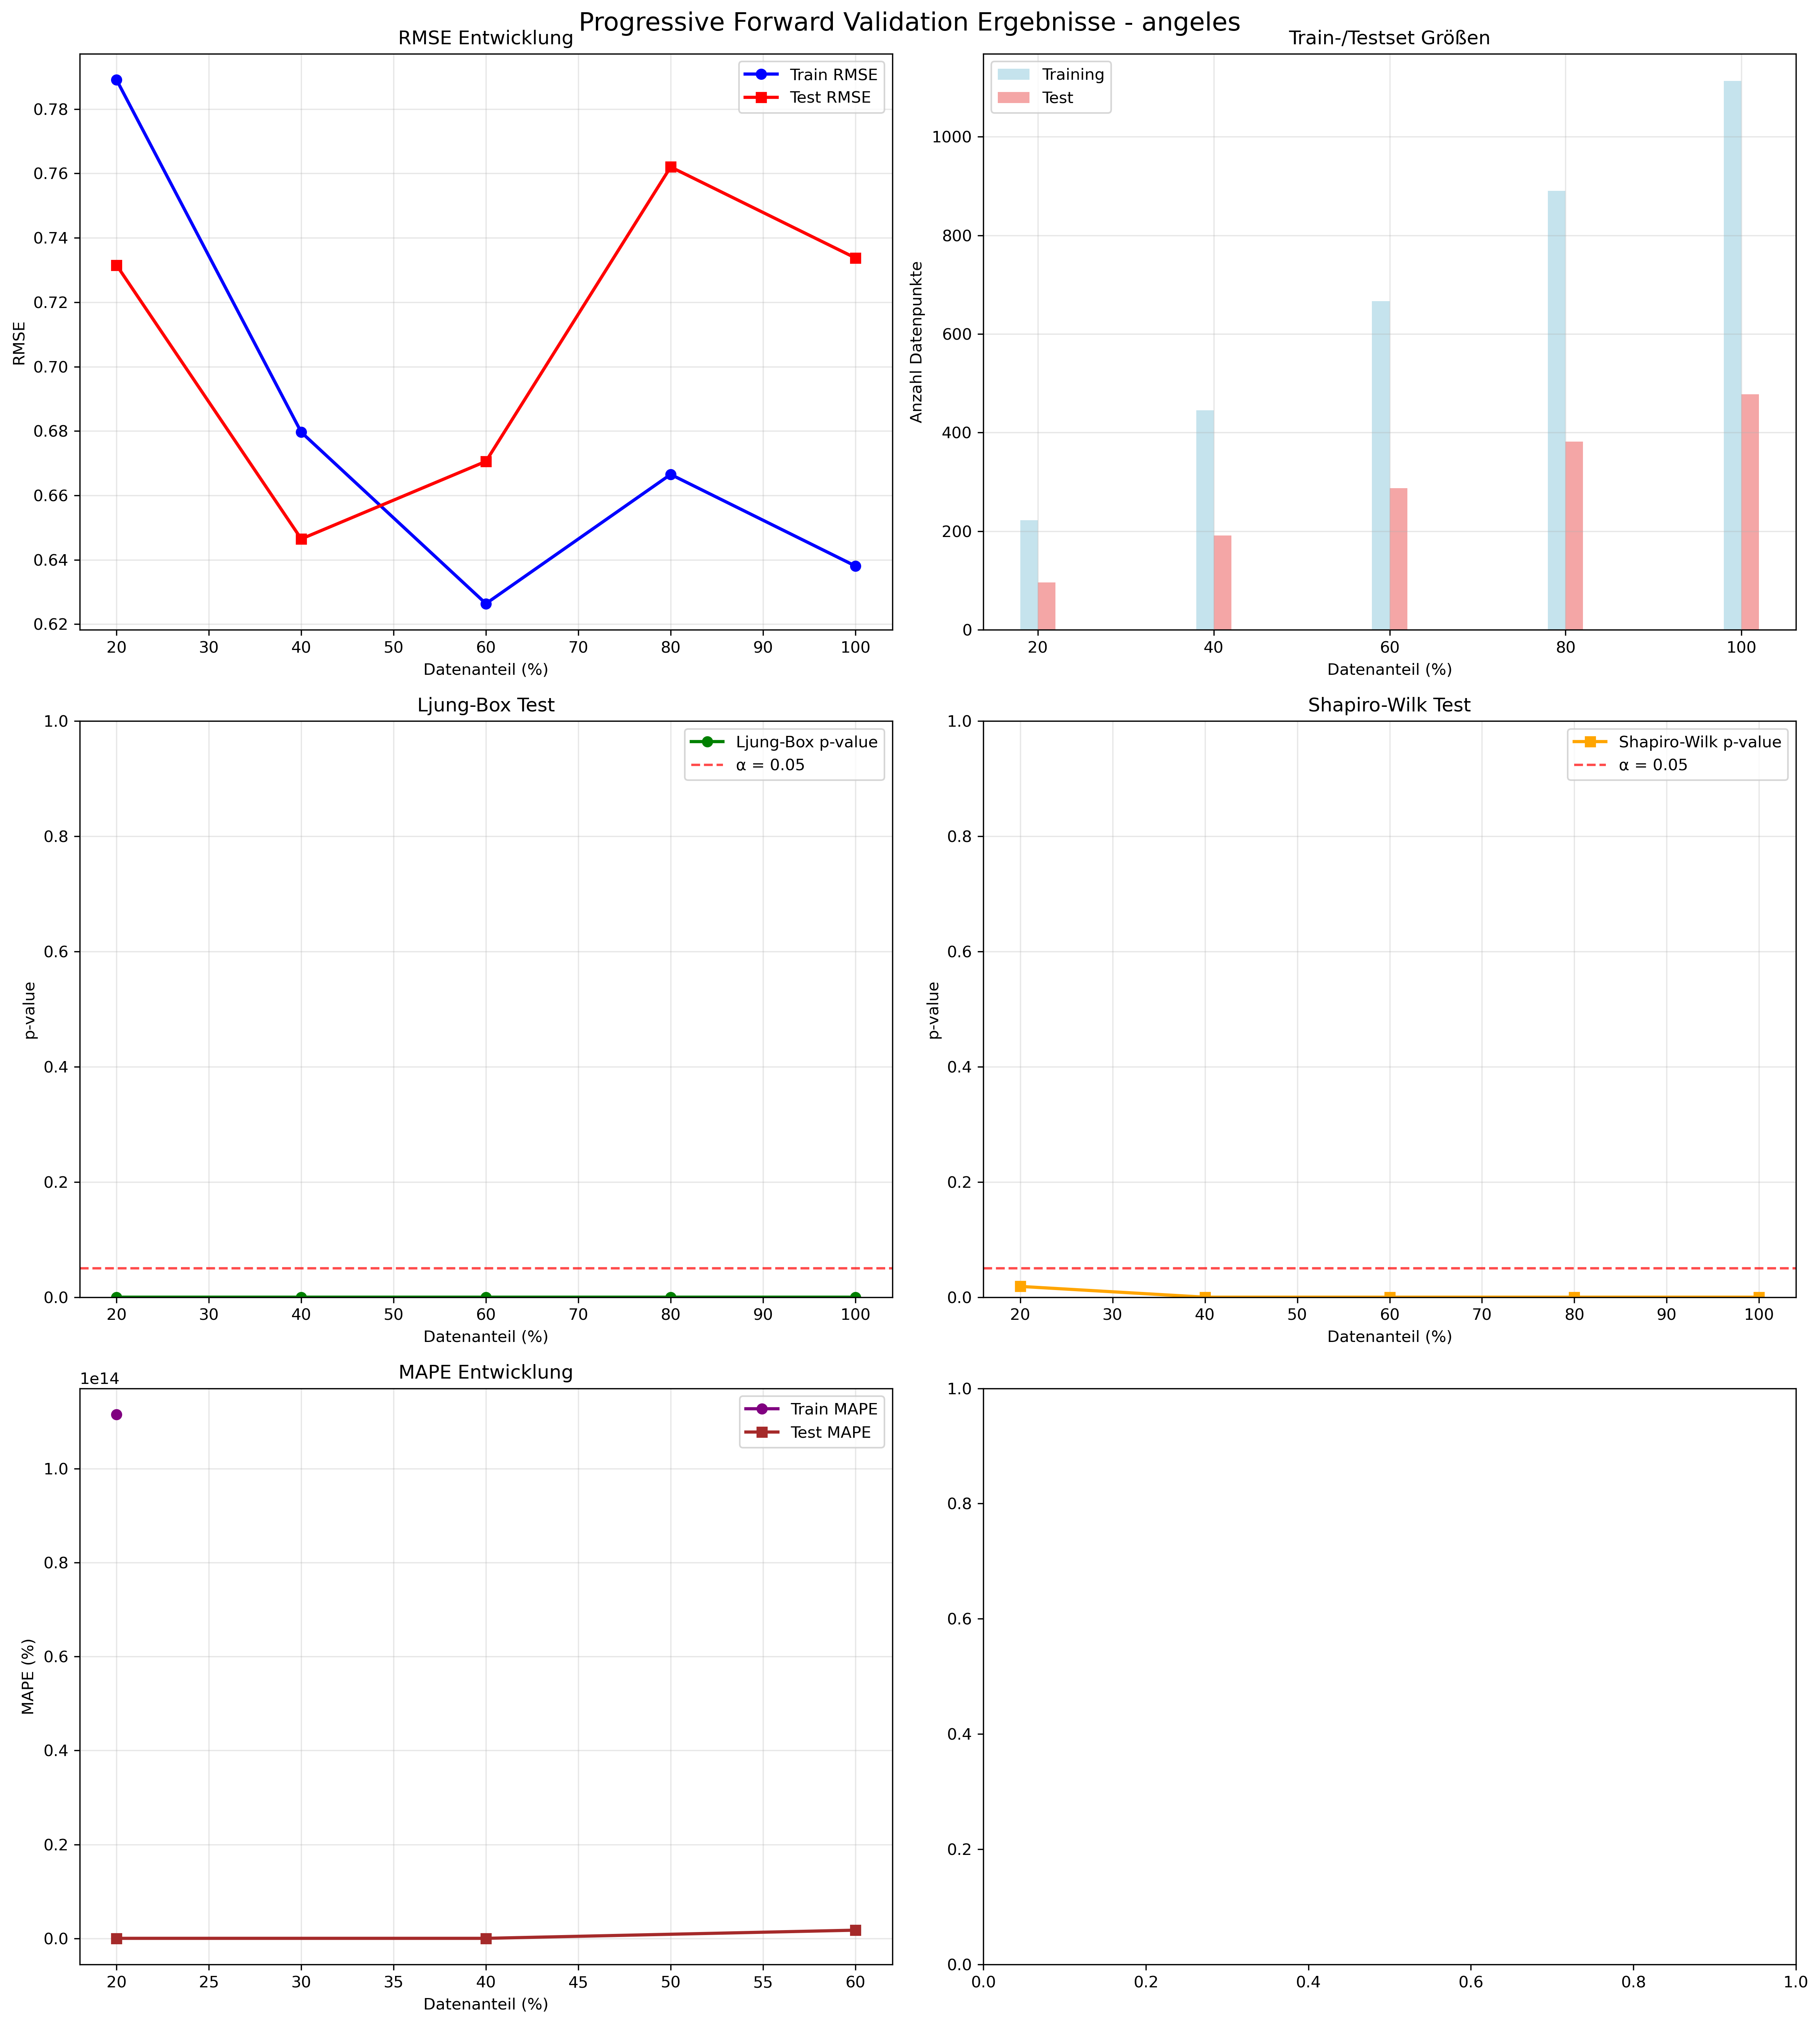 Progressive Forward Validation Ergebnisse - angeles
RMSE Entwicklung
Train RMSE
Test RMSE
0.78
0.76
0.74
0.72
0.70
0.68
0.66
0.64
0.62
RMSE
20 30 40 50 60 70 80 90 100
Datenanteil (%)
Train-/Testset Größen
Training
Test
1000
800
600
400
200
0
Anzahl Datenpunkte
20 40 60 80 100
Datenanteil (%)
Ljung-Box Test
Ljung-Box p-value
α = 0.05
1.0
0.8
0.6
0.4
0.2
0.0
p-value
20 30 40 50 60 70 80 90 100
Datenanteil (%)
Shapiro-Wilk Test
Shapiro-Wilk p-value
α = 0.05
1.0
0.8
0.6
0.4
0.2
0.0
p-value
20 30 40 50 60 70 80 90 100
Datenanteil (%)
MAPE Entwicklung
1e14
Train MAPE
Test MAPE
1.0
0.8
0.6
0.4
0.2
0.0
MAPE (%)
20 25 30 35 40 45 50 55 60
Datenanteil (%)
1.0
0.8
0.6
0.4
0.2
0.0
0.0 0.2 0.4 0.6 0.8 1.0